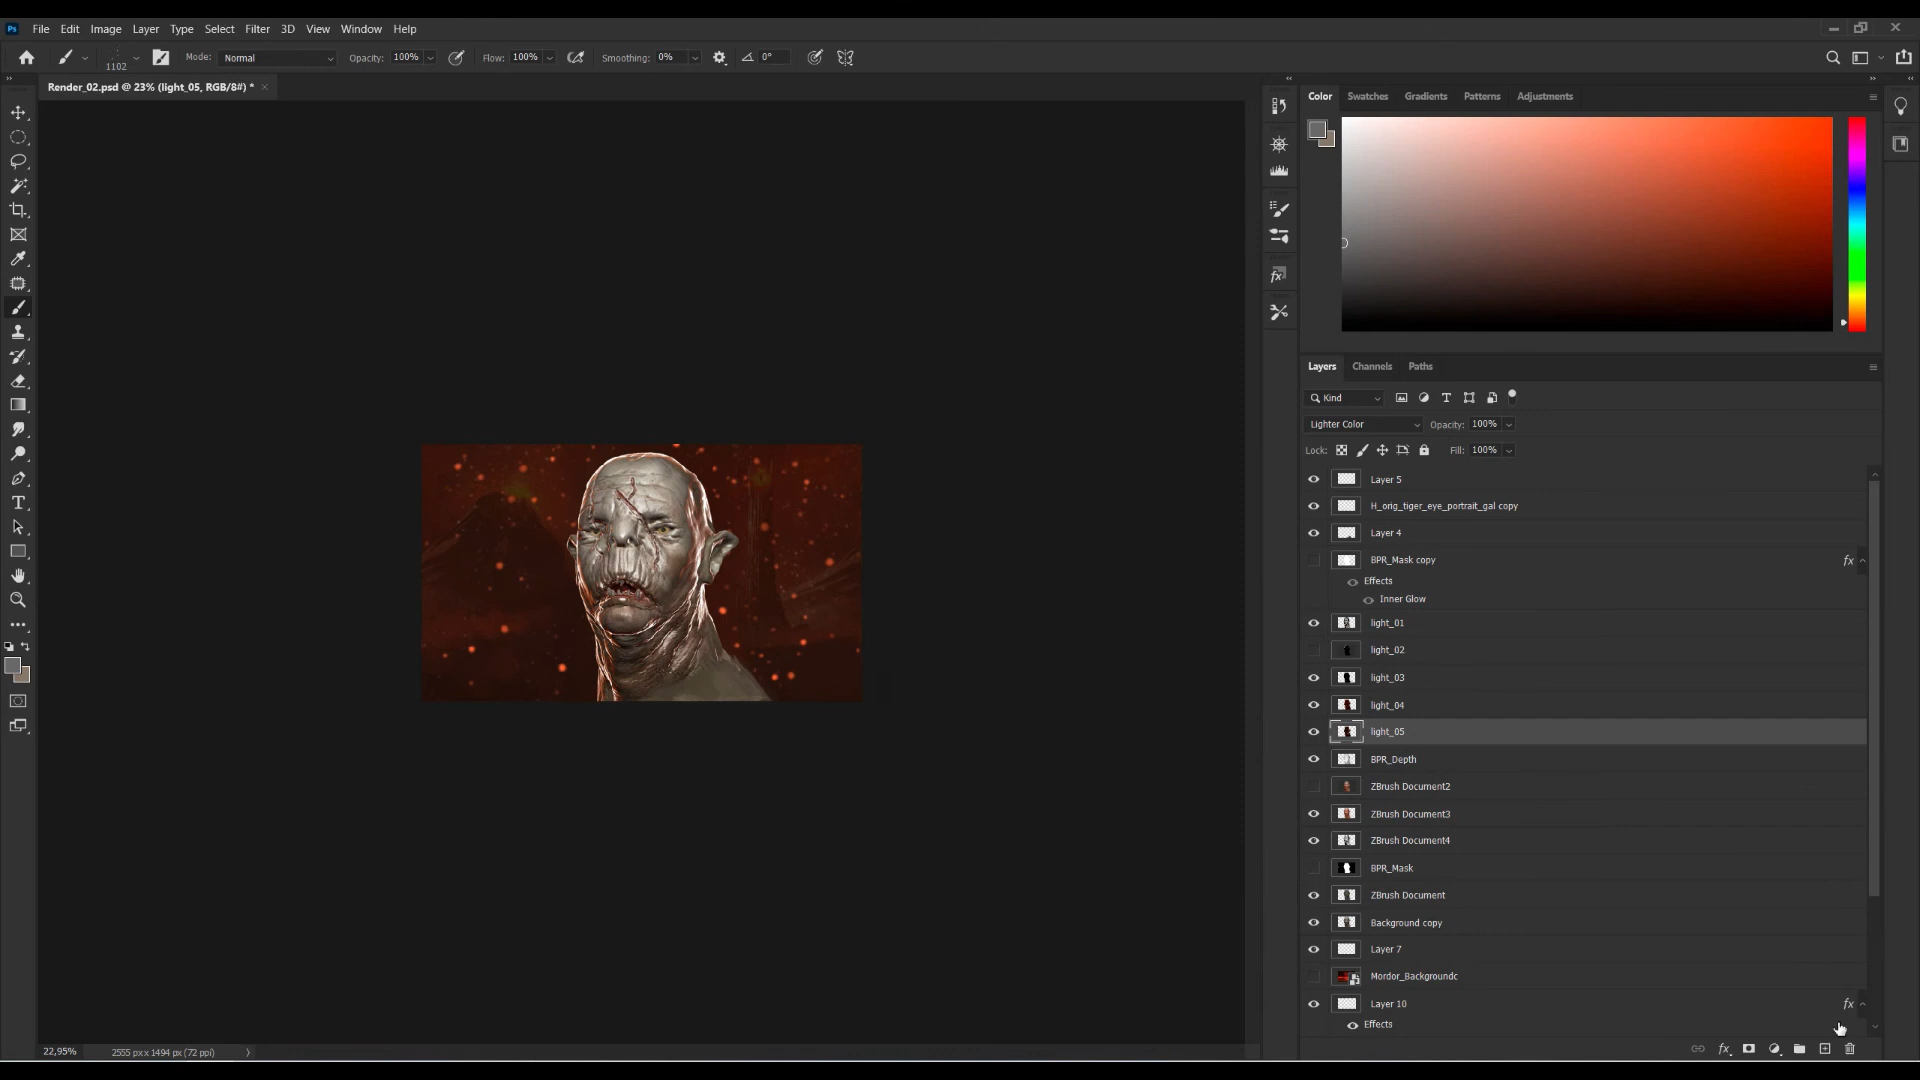 Ps File Edit Image Layer Type Select Filter 3D View Window Help
1102 Mode: Normal Opacity: 100% Flow: 100% Smoothing: 0% 0°
Render_02.psd @ 23% (light_05, RGB/8#) *
Color Swatches Gradients Patterns Adjustments
Layers Channels Paths
Kind
Lighter Color Opacity: 100%
Lock: Fill: 100%
Layer 5
H_orig_tiger_eye_portrait_gal copy
Layer 4
BPR_Mask copy fx
Effects
Inner Glow
light_01
light_02
light_03
light_04
light_05
BPR_Depth
ZBrush Document2
ZBrush Document3
ZBrush Document4
BPR_Mask
ZBrush Document
Background copy
Layer 7
Mordor_Backgroundc
Layer 10 fx
Effects
22,95% 2555 px x 1494 px (72 ppi)